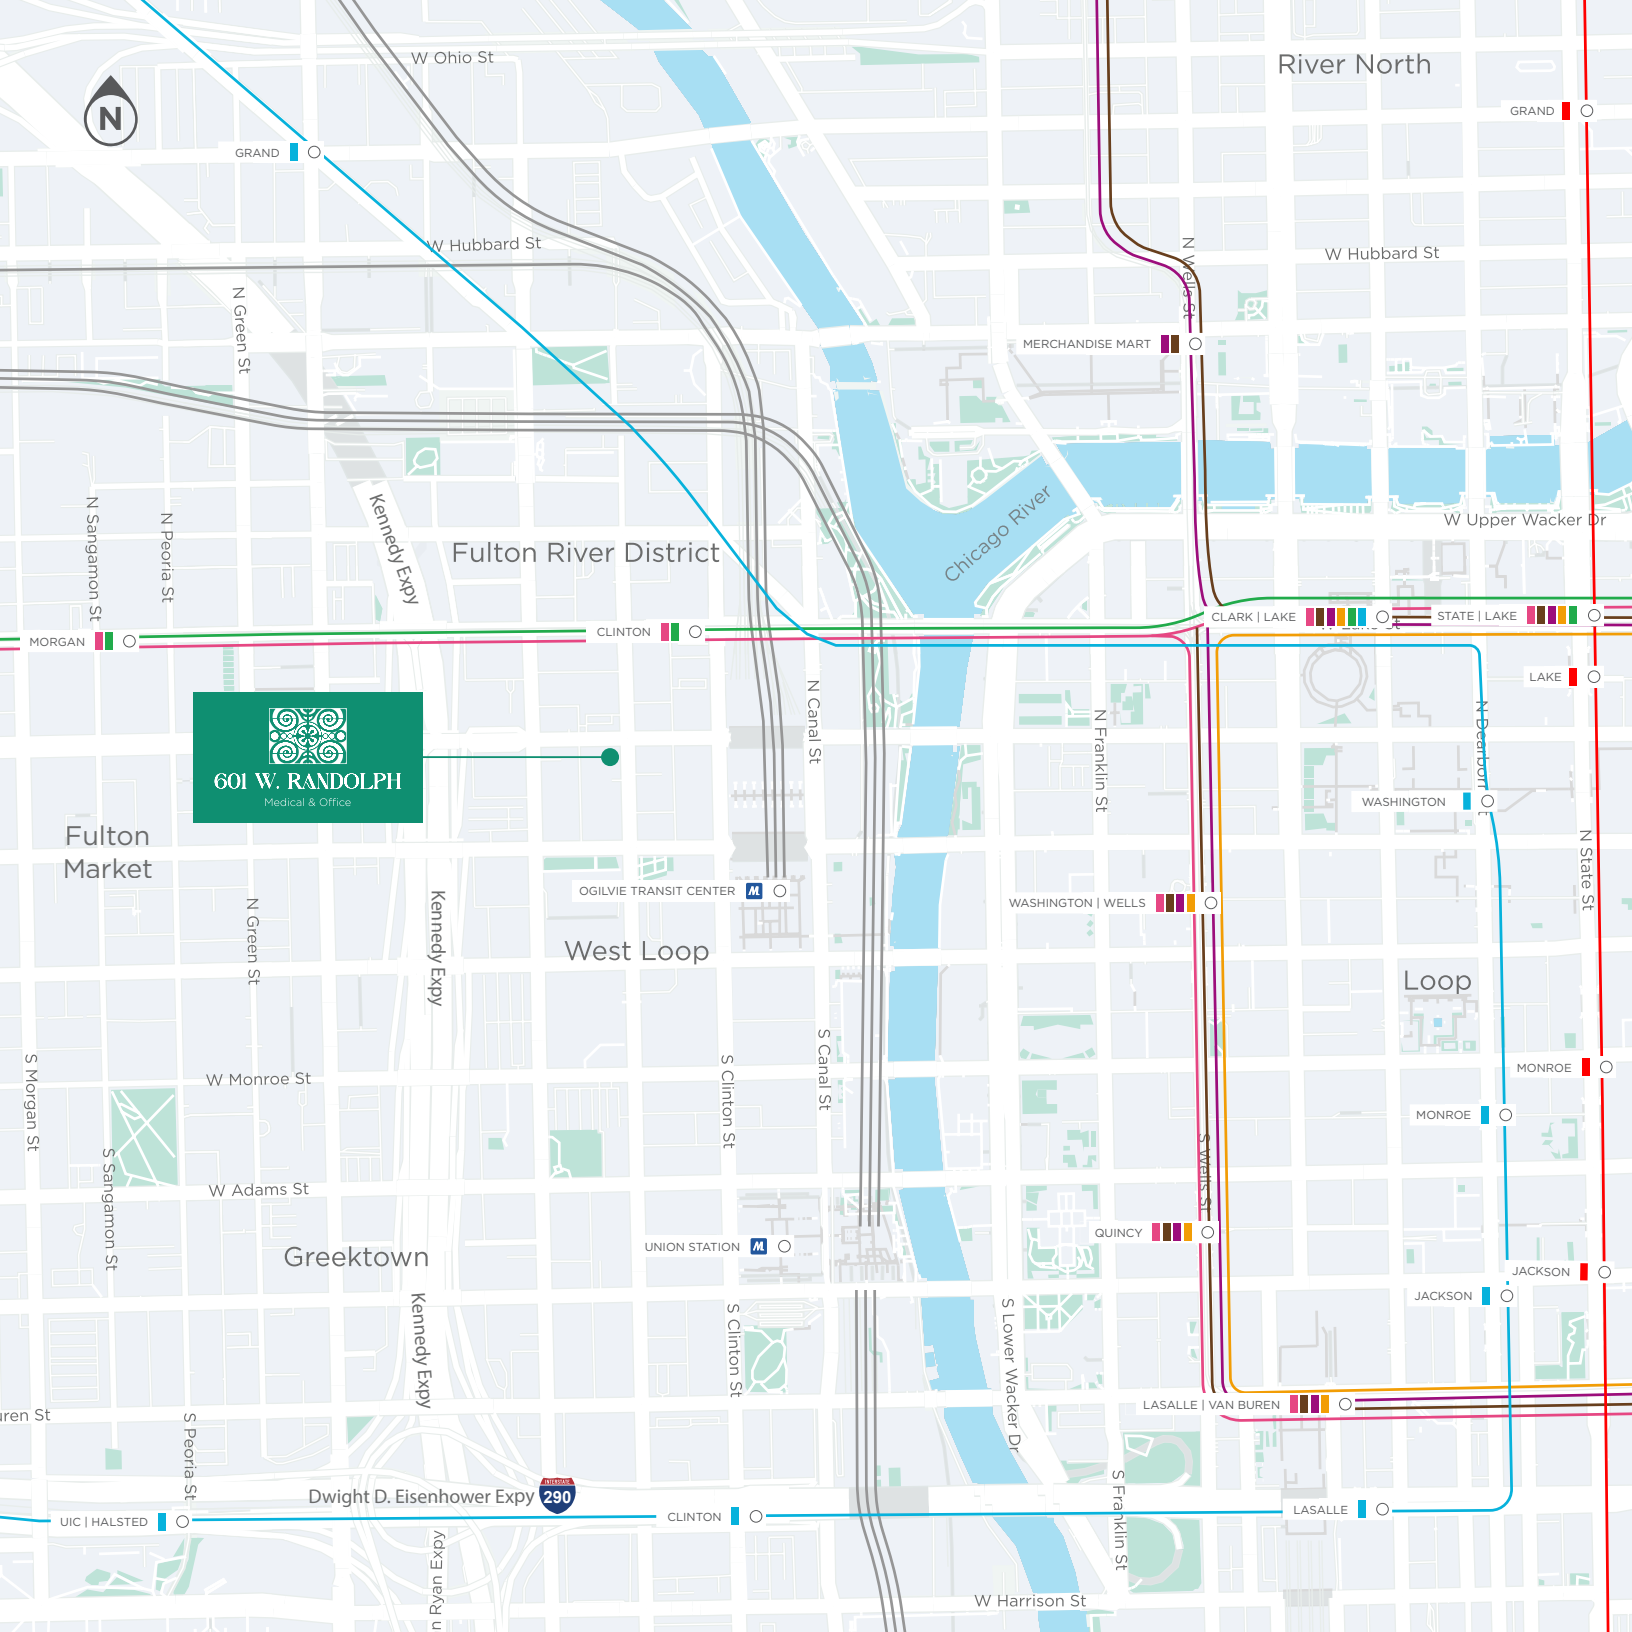 W Ohio St
River North
N
GRAND
GRAND
W Hubbard St
W Hubbard St
N Wells St
N Green St
MERCHANDISE MART
N Sangamon St
N Peoria St
Kennedy Expy
Fulton River District
Chicago River
W Upper Wacker Dr
MORGAN
CLINTON
CLARK | LAKE
STATE | LAKE
W Lake St
LAKE
N Canal St
N Franklin St
N Dearborn St
601 W. RANDOLPH
Medical & Office
WASHINGTON
Fulton
Market
N State St
OGILVIE TRANSIT CENTER
M
WASHINGTON | WELLS
N Green St
Kennedy Expy
West Loop
Loop
S Morgan St
W Monroe St
S Clinton St
S Canal St
MONROE
MONROE
S Sangamon St
W Adams St
S Wells St
Greektown
UNION STATION
M
QUINCY
JACKSON
JACKSON
Kennedy Expy
S Clinton St
S Lower Wacker Dr
LASALLE | VAN BUREN
uren St
S Peoria St
Dwight D. Eisenhower Expy
INTERSTATE
290
S Franklin St
UIC | HALSTED
CLINTON
LASALLE
n Ryan Exdy
W Harrison St